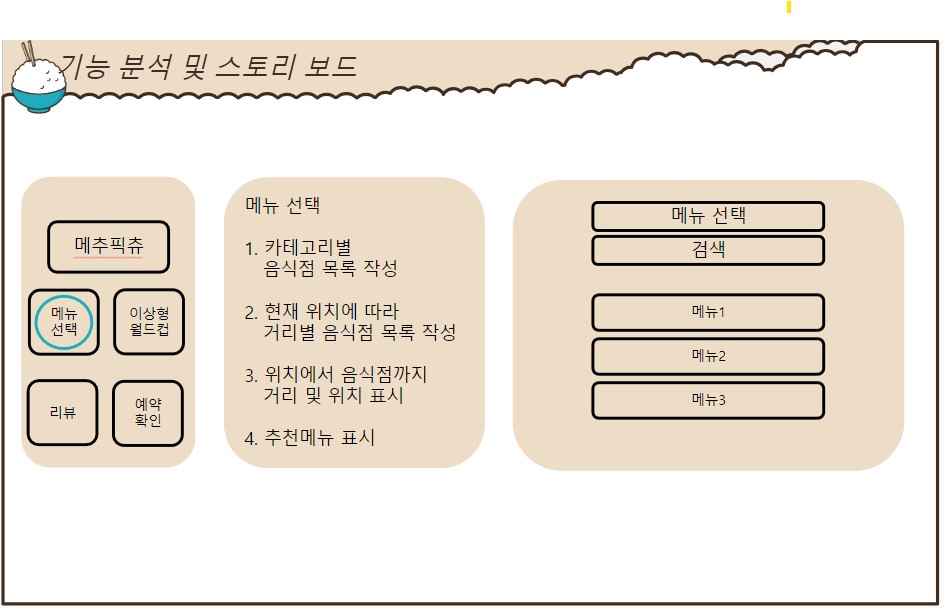 기능 분석 및 스토리 보드
메추픽츄
메뉴
선택
이상형
월드컵
리뷰
예약
확인
메뉴 선택
1. 카테고리별
음식점 목록 작성
2. 현재 위치에 따라
거리별 음식점 목록 작성
3. 위치에서 음식점까지
거리 및 위치 표시
4. 추천메뉴 표시
메뉴 선택
검색
메뉴1
메뉴2
메뉴3